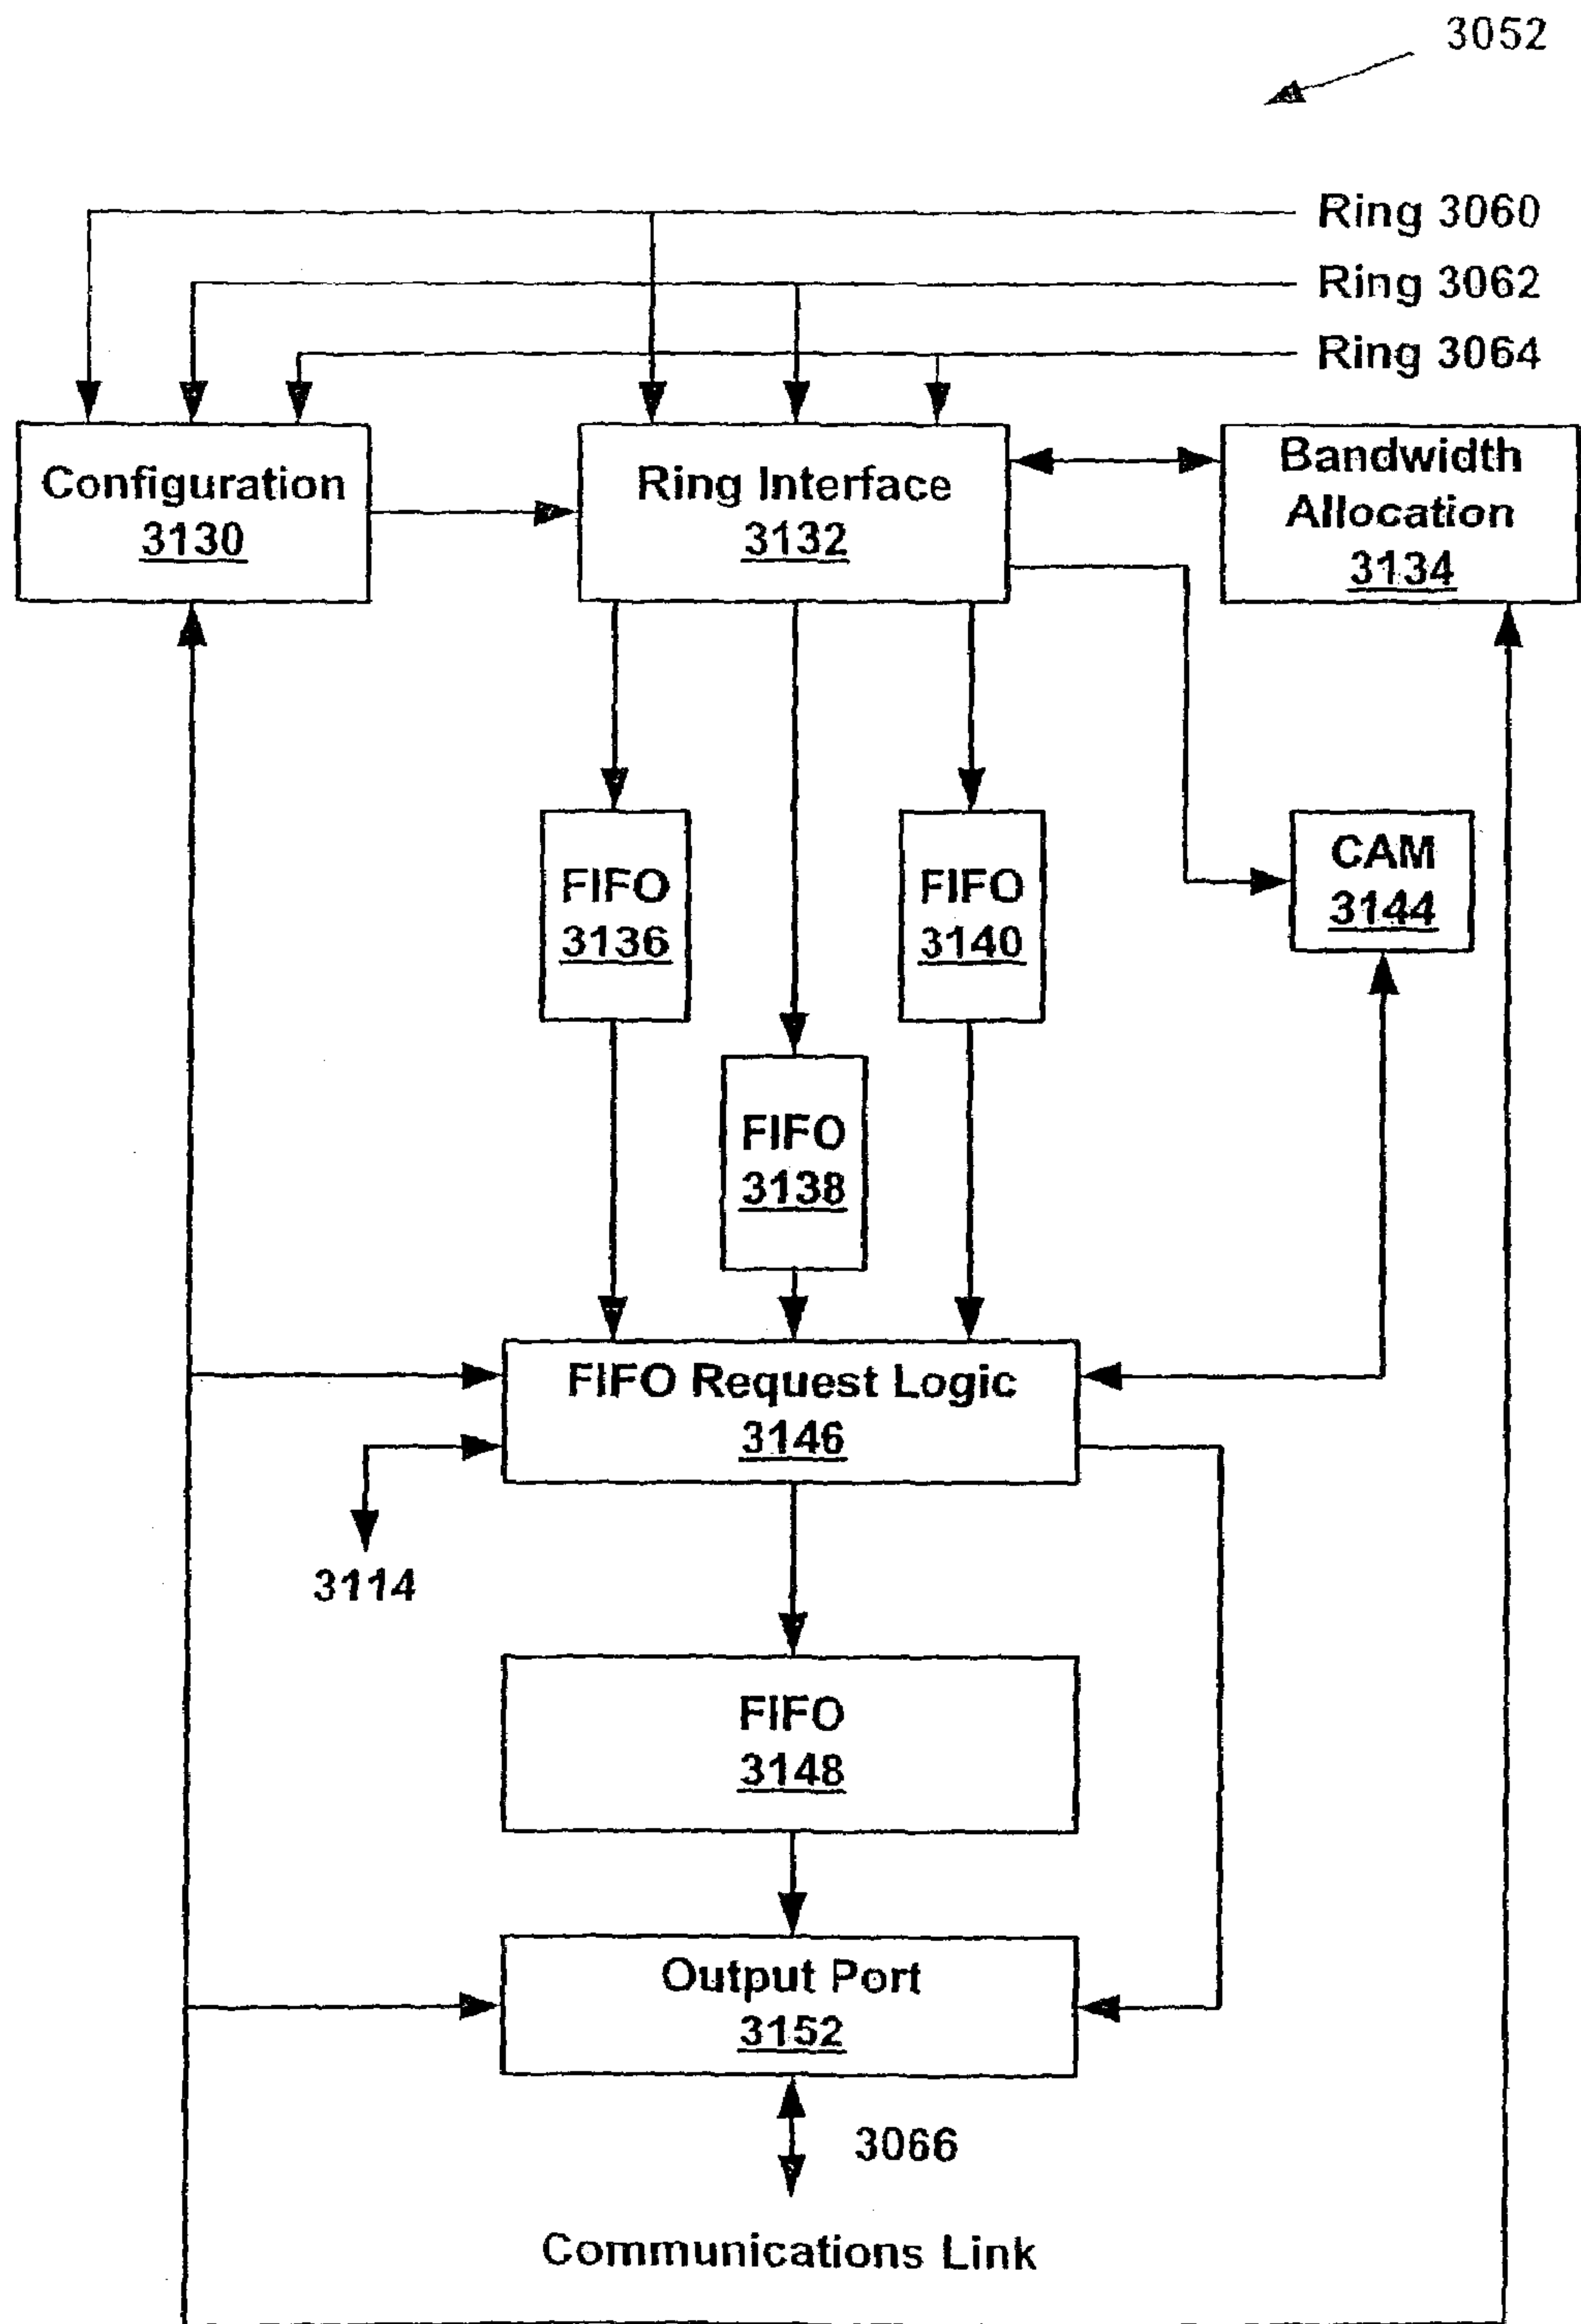 3052
Ring 3060
Ring 3062
Ring 3064
Configuration
3130
Ring Interface
3132
Bandwidth
Allocation
3134
FIFO
3136
FIFO
3140
CAM
3144
FIFO
3138
FIFO Request Logic
3146
3114
FIFO
3148
Output Port
3152
3066
Communications Link